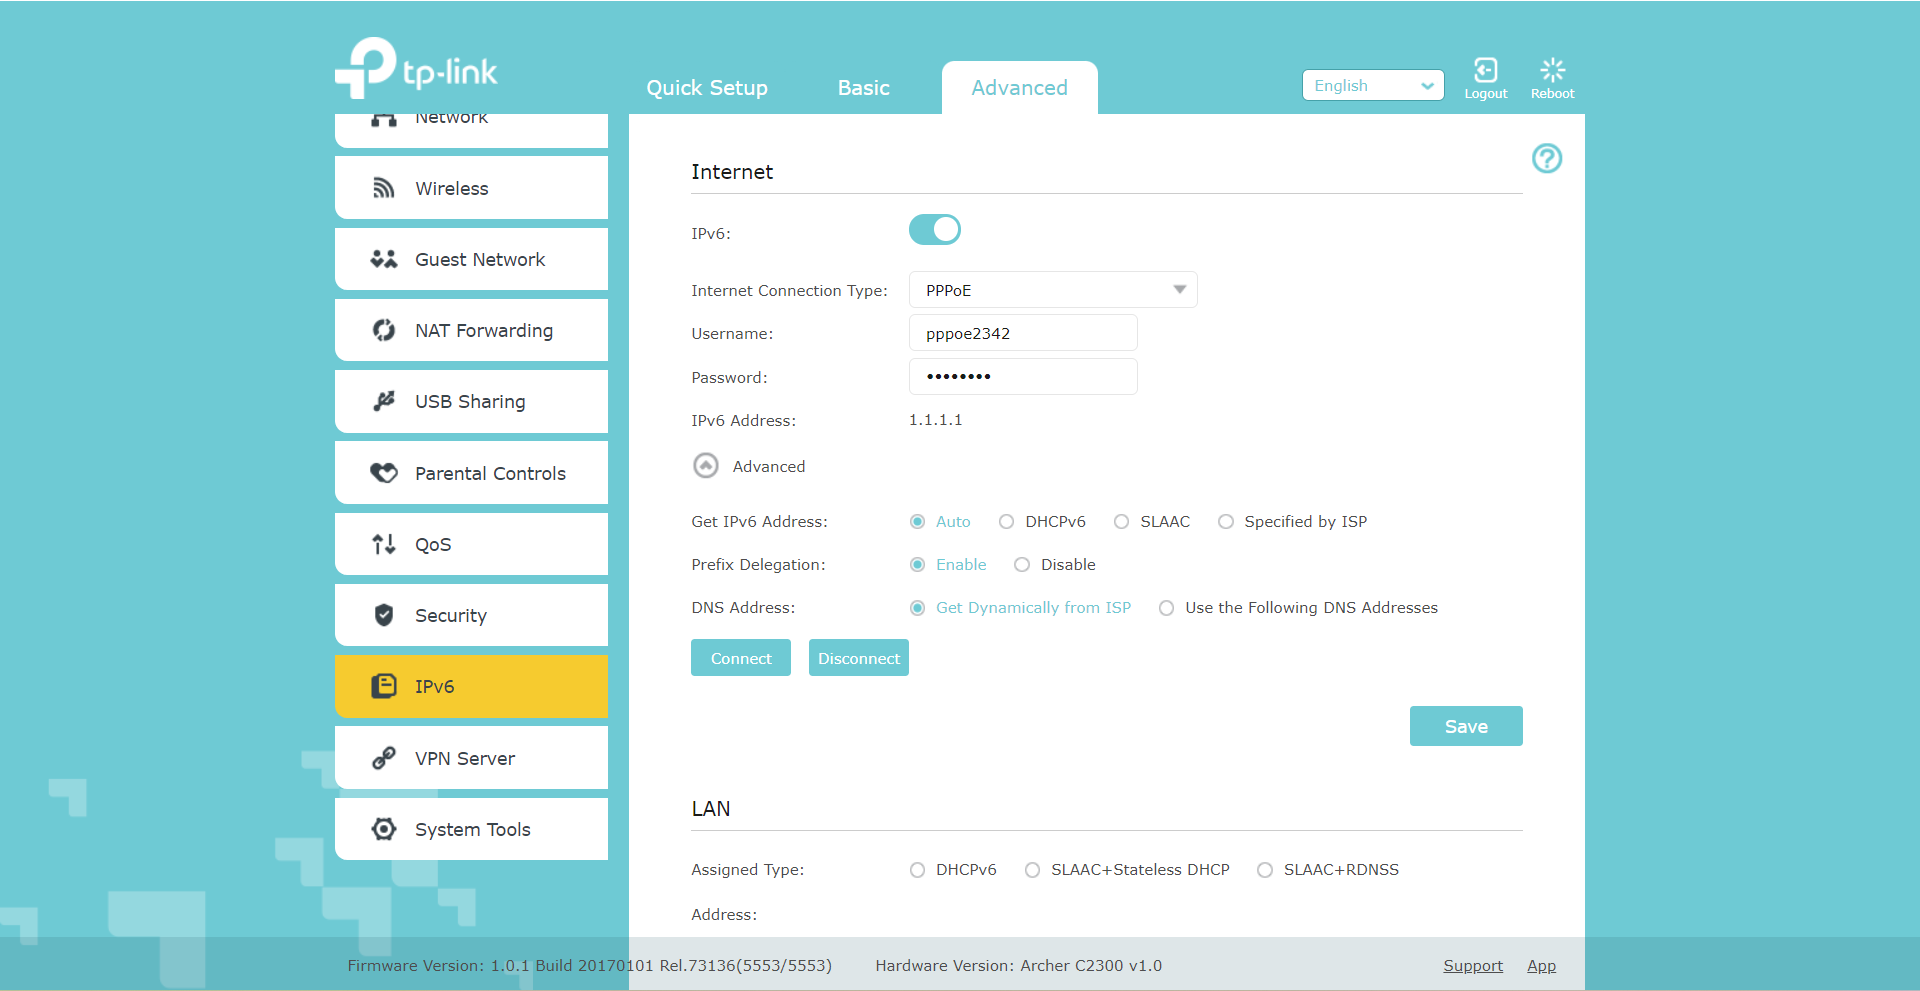 tp-link
Quick Setup
Basic
Advanced
English
Logout
Reboot
Network
Wireless
Guest Network
NAT Forwarding
USB Sharing
Parental Controls
QoS
Security
IPv6
VPN Server
System Tools
Internet
IPv6:
Internet Connection Type: PPPoE
Username: pppoe2342
Password: ••••••••
IPv6 Address: 1.1.1.1
Advanced
Get IPv6 Address: Auto DHCPv6 SLAAC Specified by ISP
Prefix Delegation: Enable Disable
DNS Address: Get Dynamically from ISP Use the Following DNS Addresses
Connect Disconnect
Save
LAN
Assigned Type: DHCPv6 SLAAC+Stateless DHCP SLAAC+RDNSS
Address:
Firmware Version: 1.0.1 Build 20170101 Rel.73136(5553/5553) Hardware Version: Archer C2300 v1.0 Support App